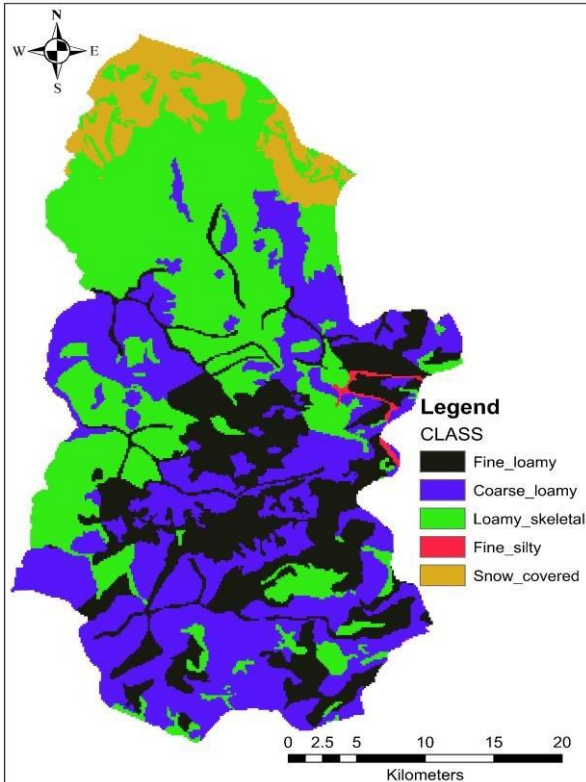 N
W E
S
Legend
CLASS
Fine_loamy
Coarse_loamy
Loamy_skeletal
Fine_silty
Snow_covered
0 2.5 5 10 15 20
Kilometers